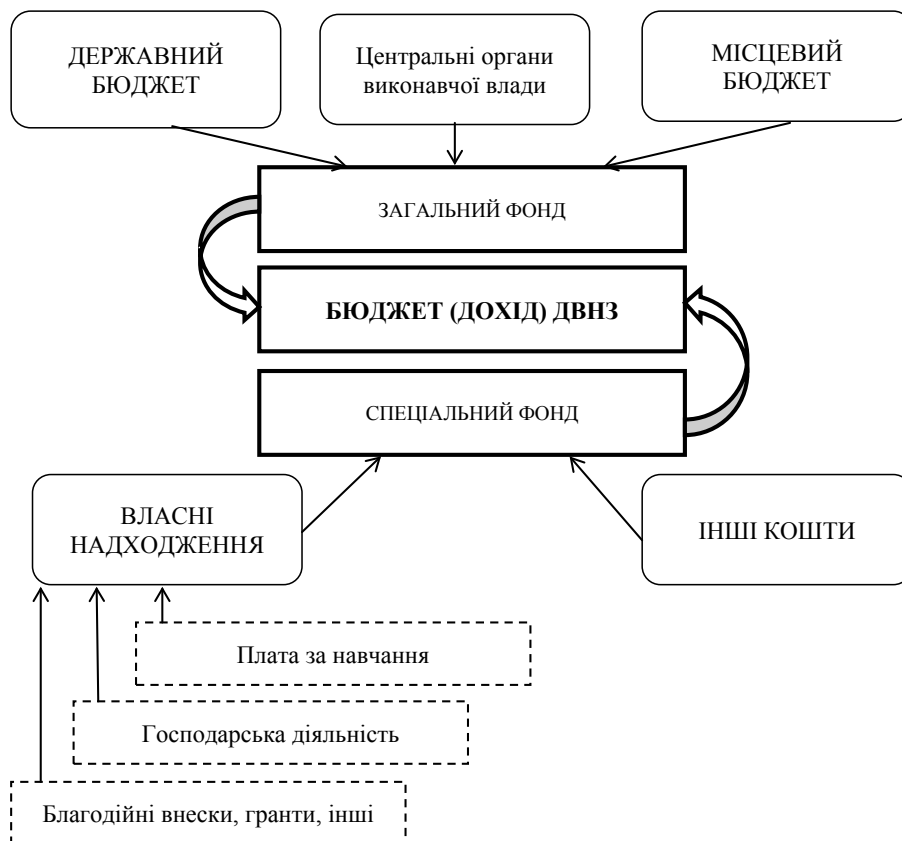 ДЕРЖАВНИЙ
БЮДЖЕТ
Центральні органи
виконавчої влади
МІСЦЕВИЙ
БЮДЖЕТ
ЗАГАЛЬНИЙ ФОНД
БЮДЖЕТ (ДОХІД) ДВНЗ
СПЕЦІАЛЬНИЙ ФОНД
ВЛАСНІ
НАДХОДЖЕННЯ
ІНШІ КОШТИ
Плата за навчання
Господарська діяльність
Благодійні внески, гранти, інші